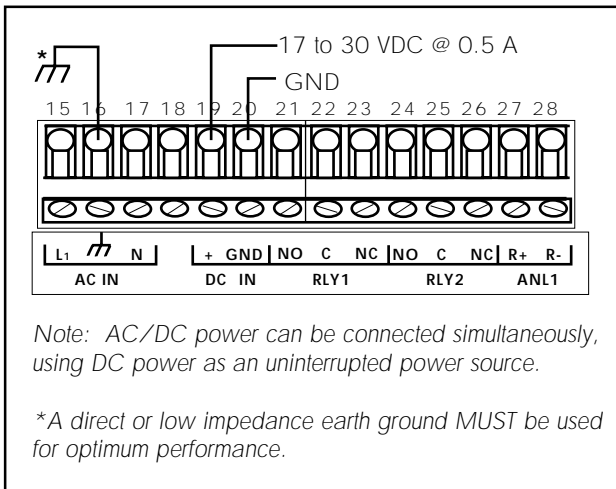 17 to 30 VDC @ 0.5 A
*
GND
15 16 17 18 19 20 21 22 23 24 25 26 27 28
L1 N + GND NO C NC NO C NC R+ R-
AC IN DC IN RLY1 RLY2 ANL1
Note: AC/DC power can be connected simultaneously,
using DC power as an uninterrupted power source.
*A direct or low impedance earth ground MUST be used
for optimum performance.